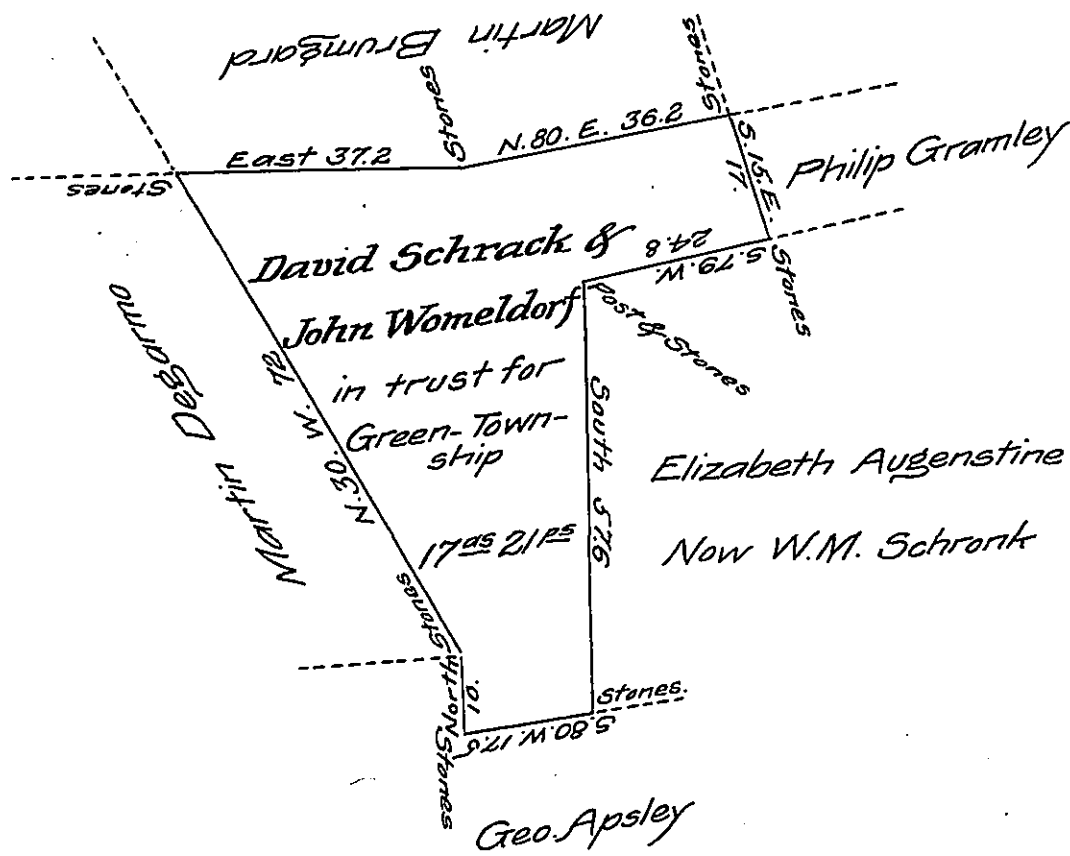 Martin Brumgard
Stones
Stones
East 37.2
N.80. E. 36.2
Stones
S.15.E.
17.
Philip Gramley
24.8
S.79.W.
Stones
David Schrack &
John Womeldorf
in trust for
Green-Town-
ship
17as 21ps
Post & Stones
Martin Degarmo
N.30. W. 72
South 57.6
Elizabeth Augenstine
Now W.M. Schronk
Stones
North
10.
Stones.
S.80.W.17.5
Stones
Geo. Apsley